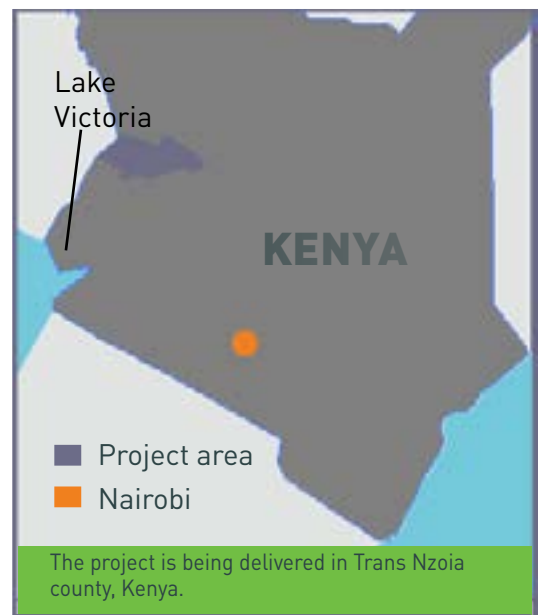 Lake
Victoria
KENYA
Project area
Nairobi
The project is being delivered in Trans Nzoia
county, Kenya.